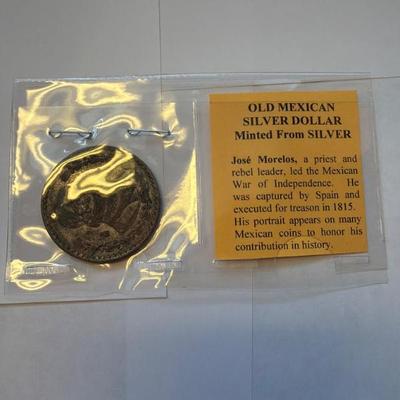 OLD MEXICAN
SILVER DOLLAR
Minted From SILVER
José Morelos, a priest and
rebel leader, led the Mexican
War of Independence. He
was captured by Spain and
executed for treason in 1815.
His portrait appears on many
Mexican coins to honor his
contribution in history.